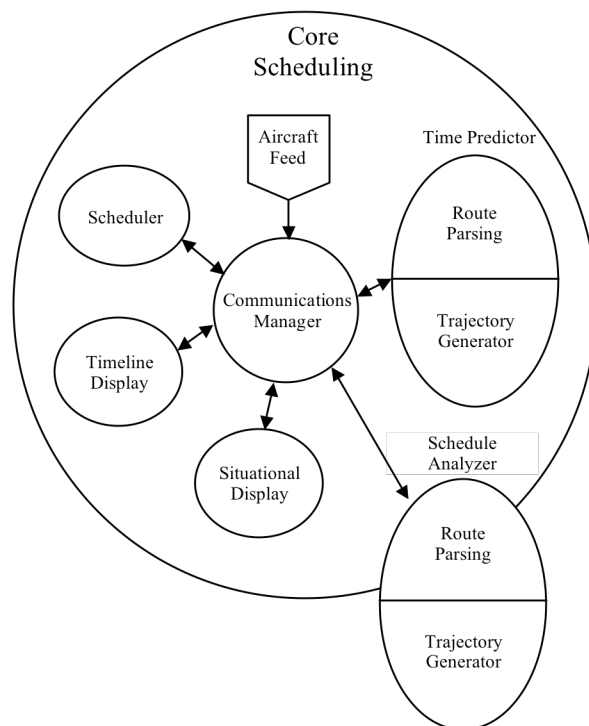 Core
Scheduling
Aircraft
Feed
Time Predictor
Scheduler
Route
Parsing
Communications
Manager
Trajectory
Generator
Timeline
Display
Situational
Display
Schedule
Analyzer
Route
Parsing
Trajectory
Generator